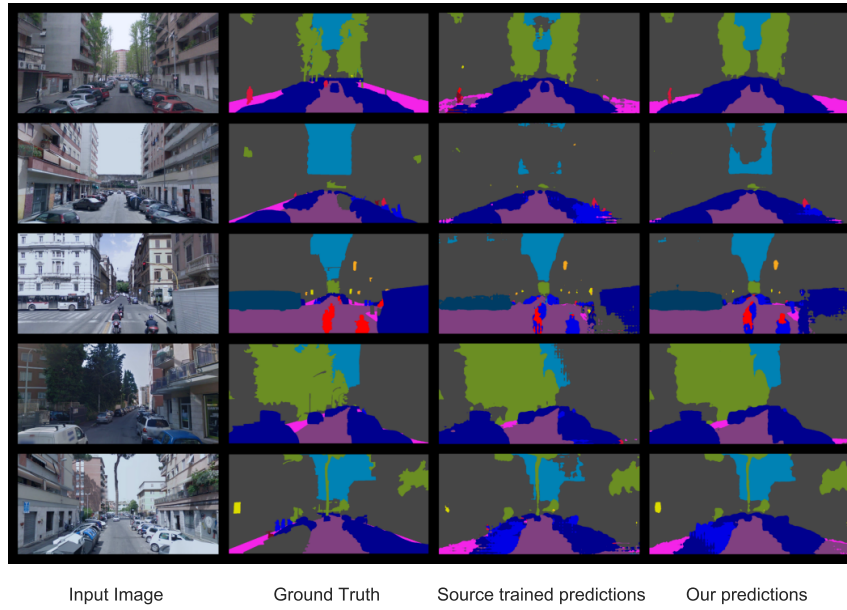 Input Image
Ground Truth
Source trained predictions
Our predictions